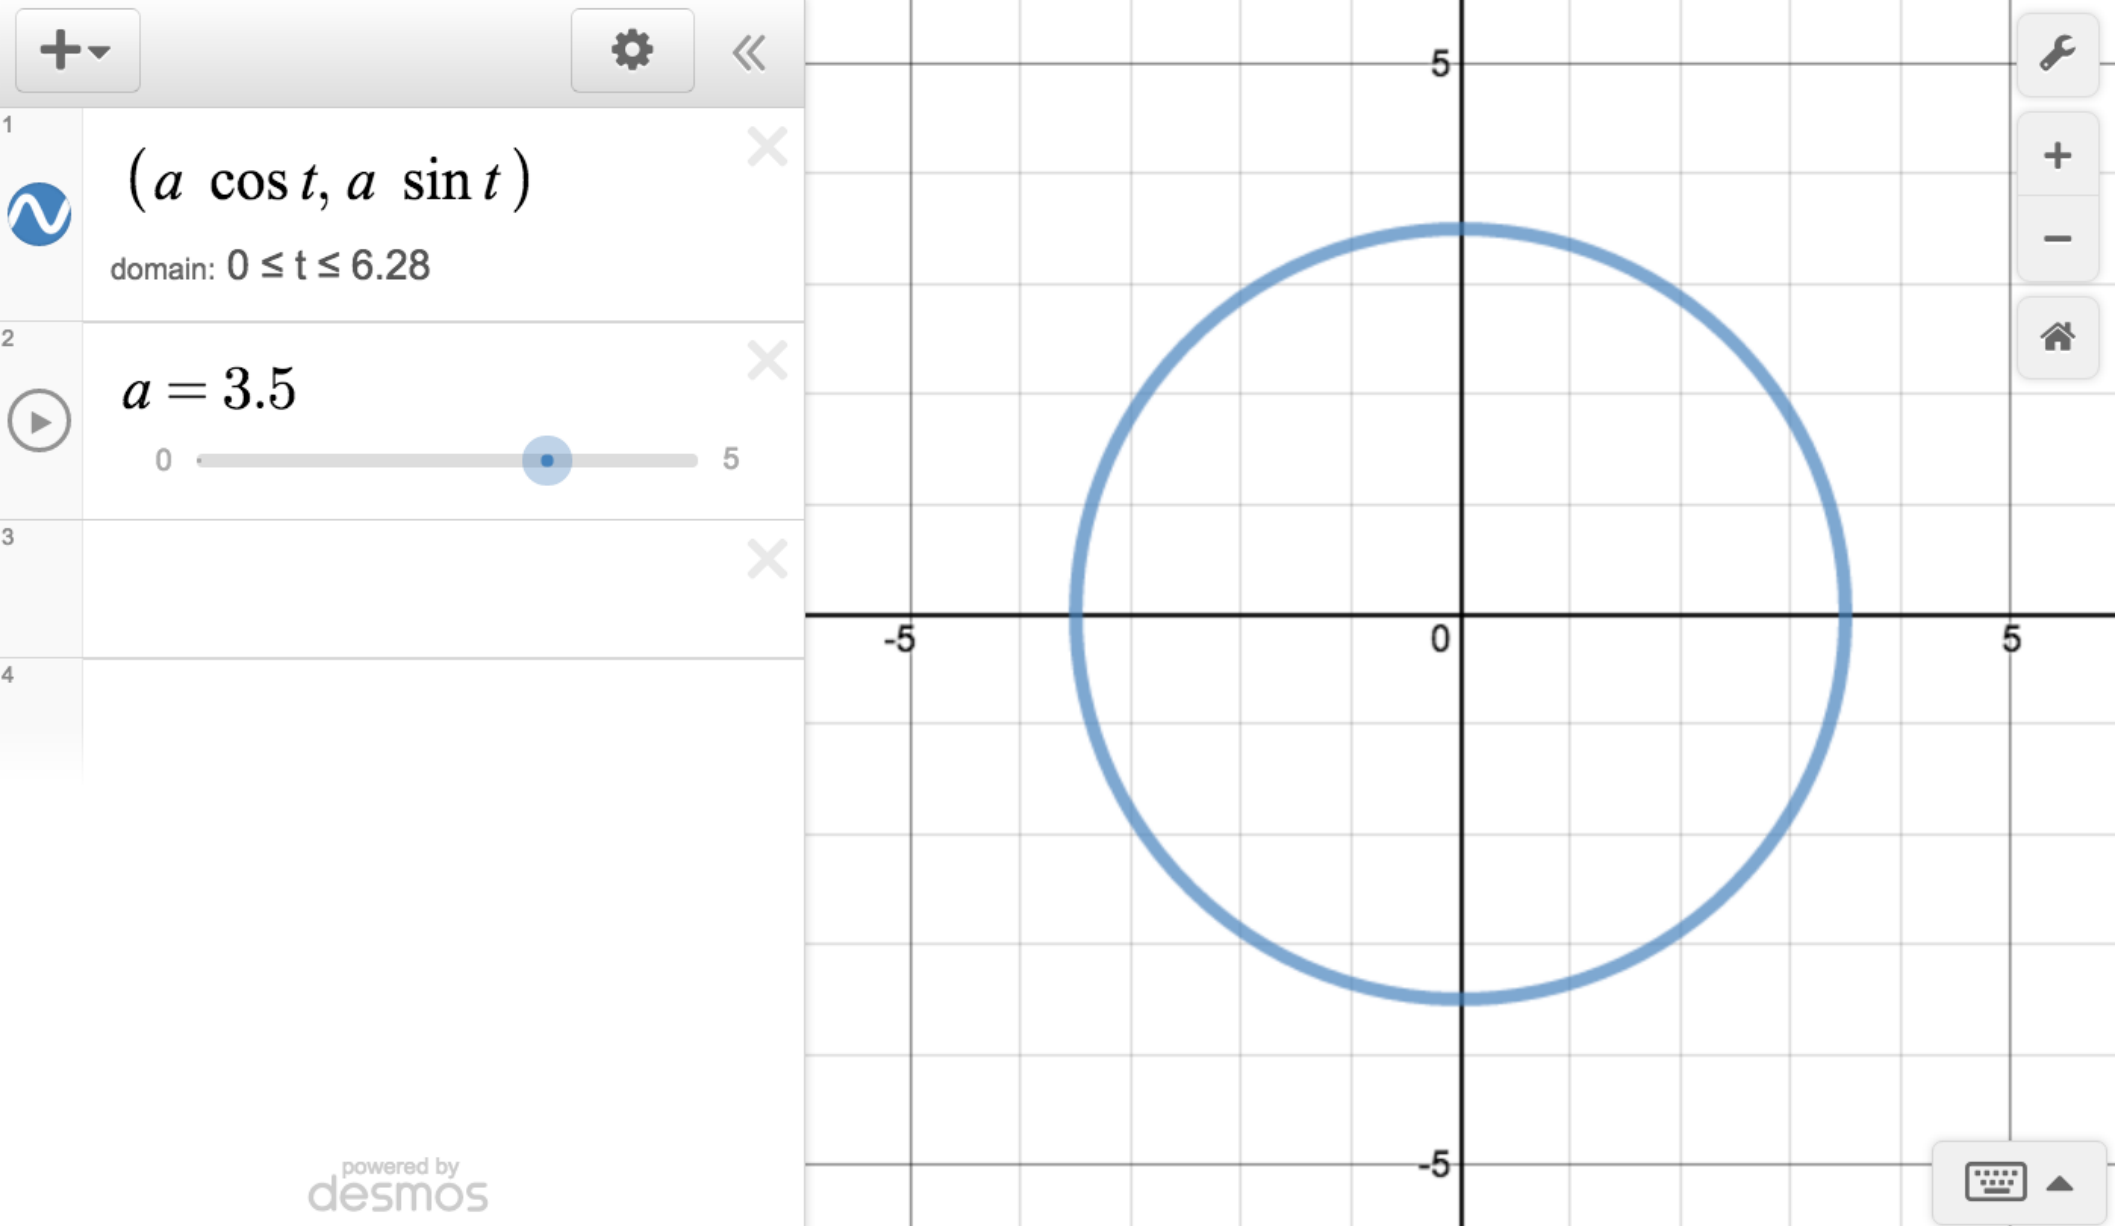 1
(a cos t, a sin t)
domain: 0 ≤ t ≤ 6.28
2
a = 3.5
0 5
3
4
powered by
desmos
5
-5 0 5
-5